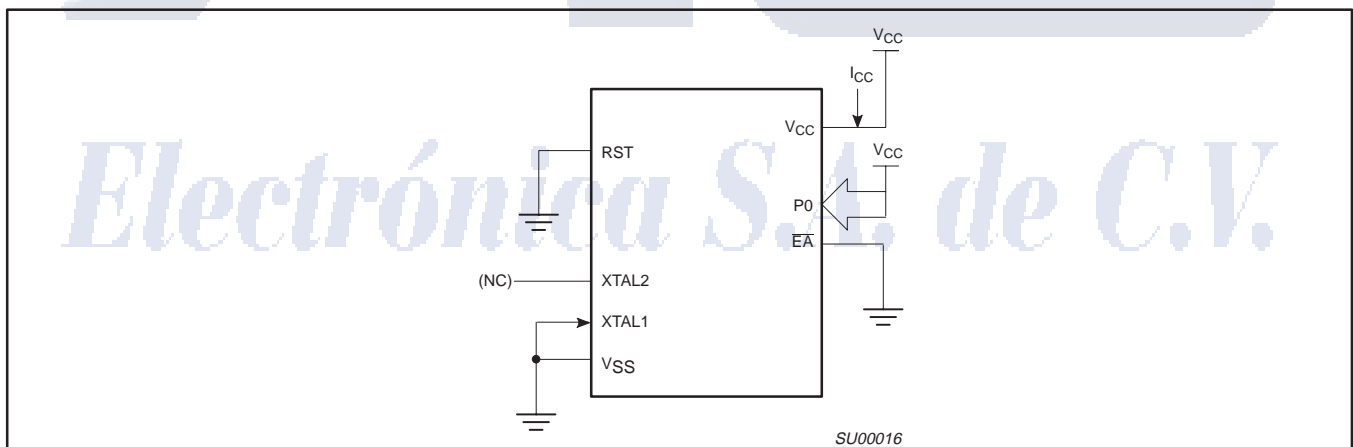 VCC
ICC
VCC
RST
VCC
P0
EA
(NC)
XTAL2
XTAL1
VSS
SU00016
Electrónica S.A. de C.V.